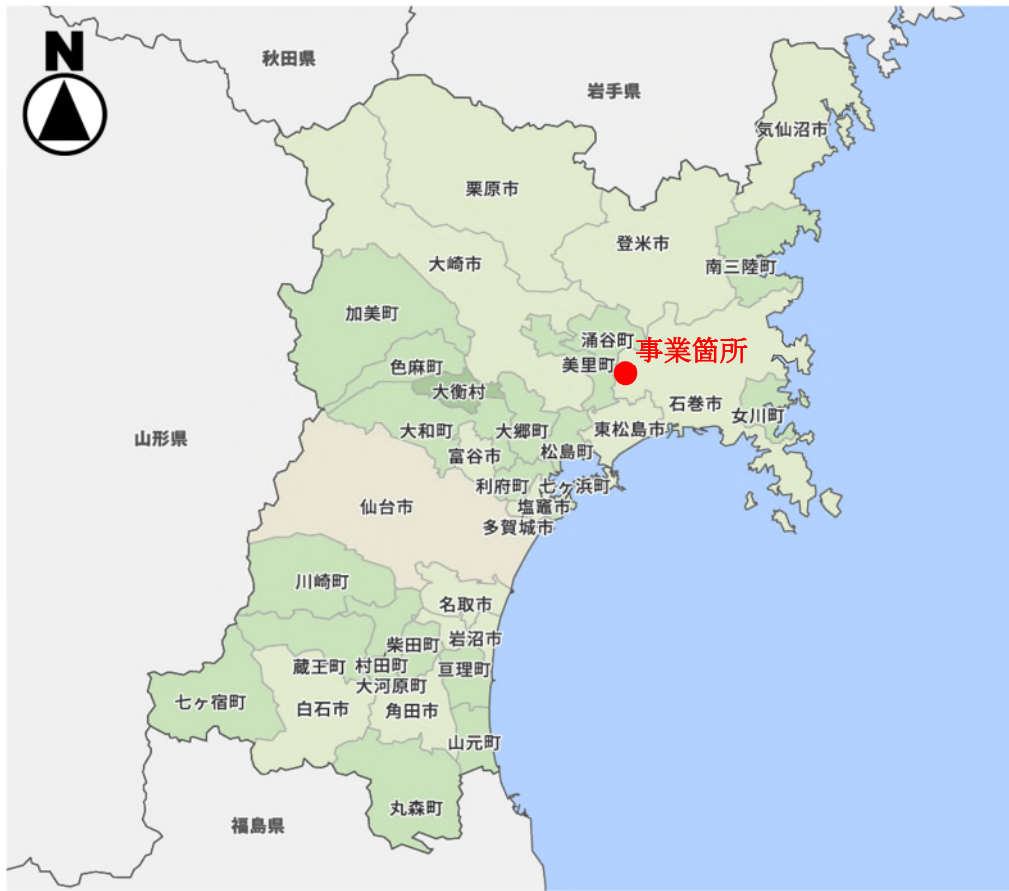 N
秋田県
岩手県
気仙沼市
栗原市
登米市
大崎市
南三陸町
加美町
涌谷町
事業箇所
色麻町
美里町
大衡村
石巻市
女川町
大和町
大郷町
東松島市
山形県
富谷市
松島町
利府町
七ヶ浜町
仙台市
塩竈市
多賀城市
川崎町
名取市
柴田町
岩沼市
蔵王町
村田町
亘理町
大河原町
七ヶ宿町
白石市
角田市
山元町
丸森町
福島県